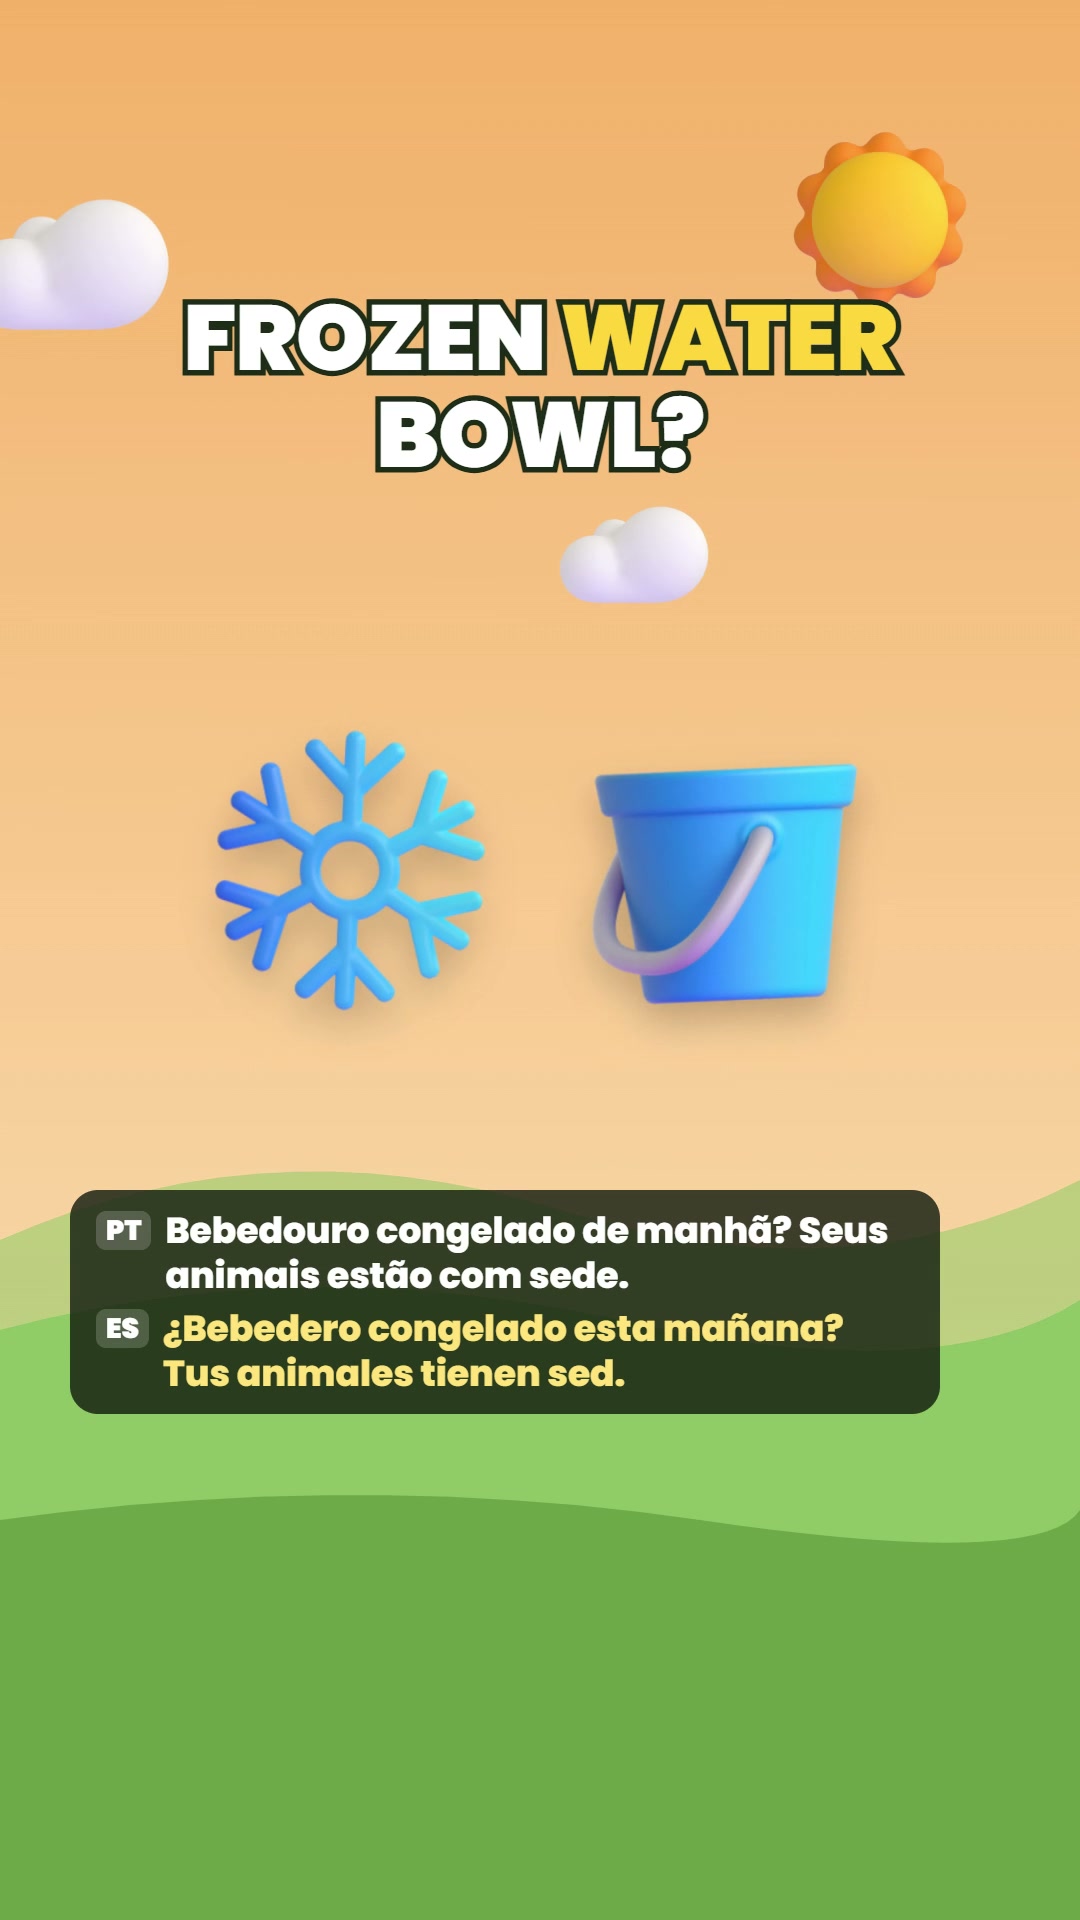 FROZEN WATER
BOWL?
PT Bebedouro congelado de manhã? Seus
animais estão com sede.
ES ¿Bebedero congelado esta mañana?
Tus animales tienen sed.